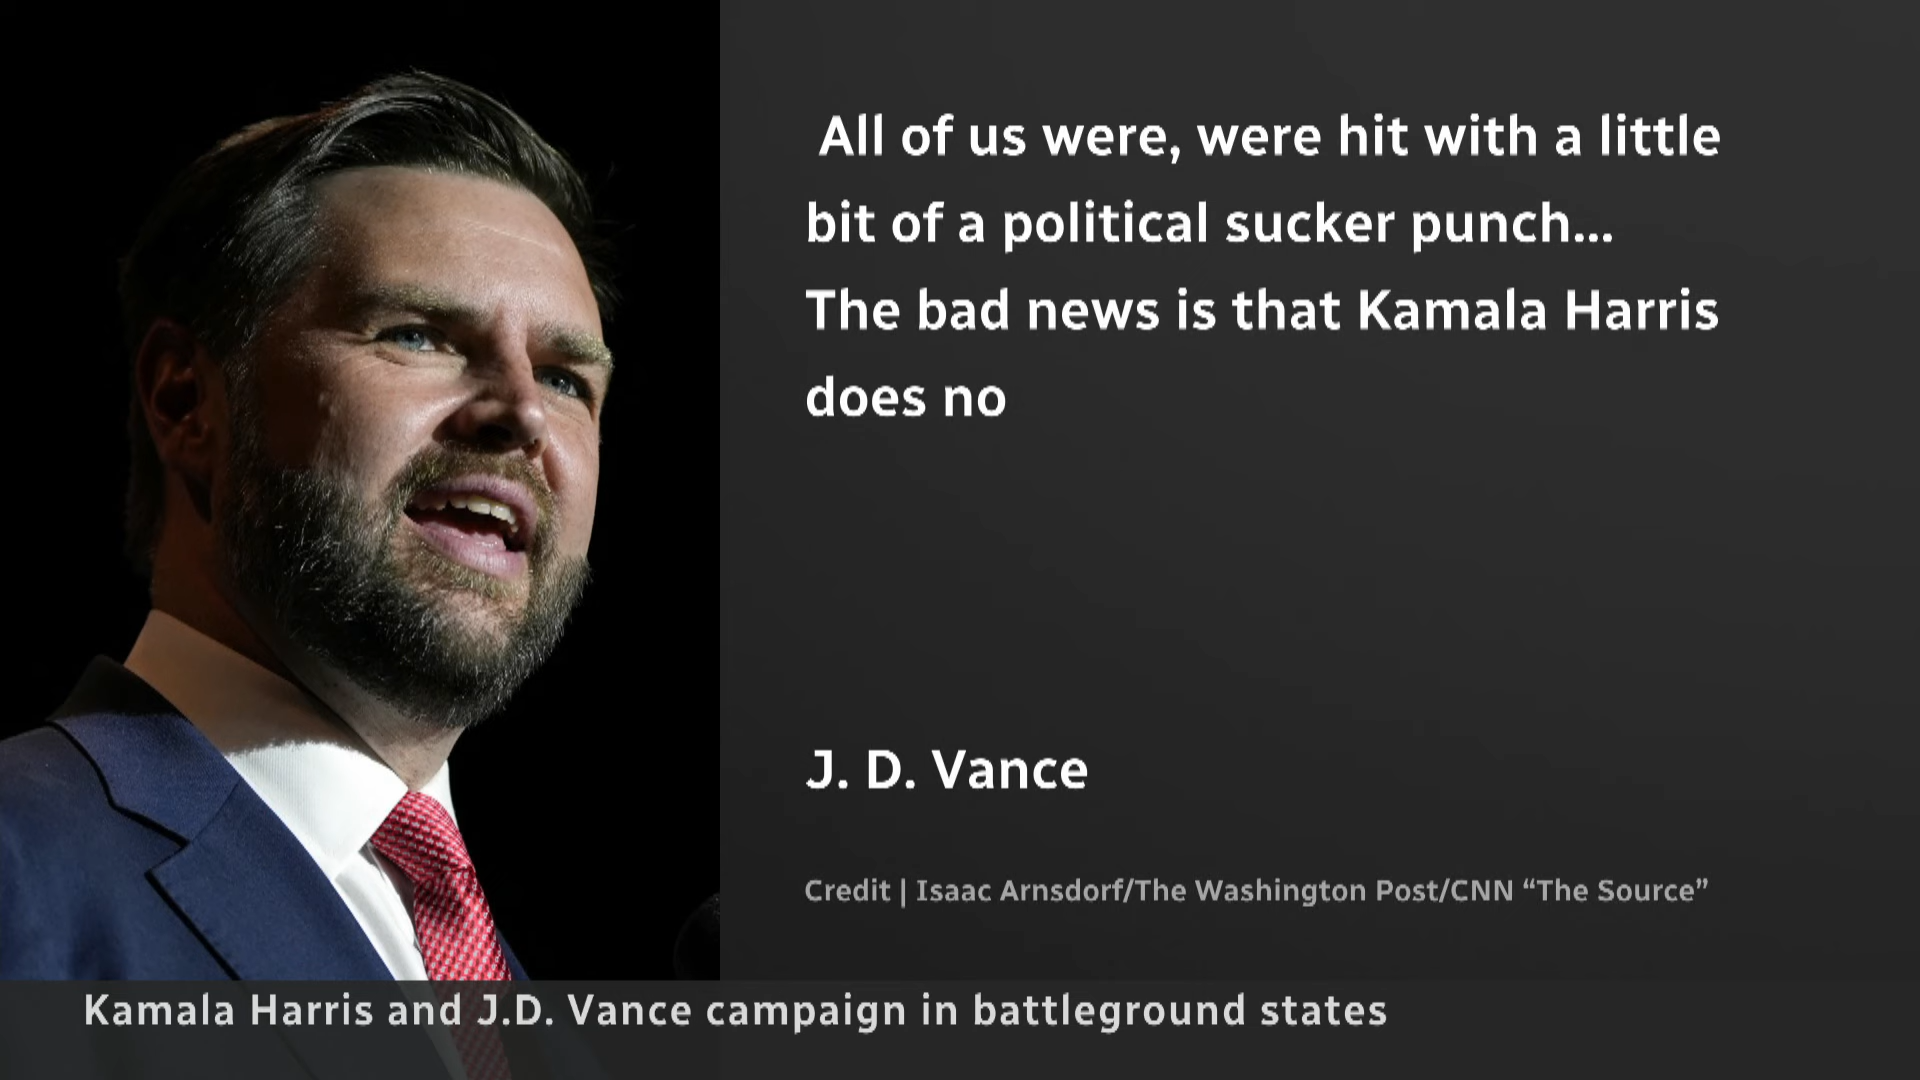 All of us were, were hit with a little
bit of a political sucker punch...
The bad news is that Kamala Harris
does no
J. D. Vance
Credit | Isaac Arnsdorf/The Washington Post/CNN “The Source”
Kamala Harris and J.D. Vance campaign in battleground states